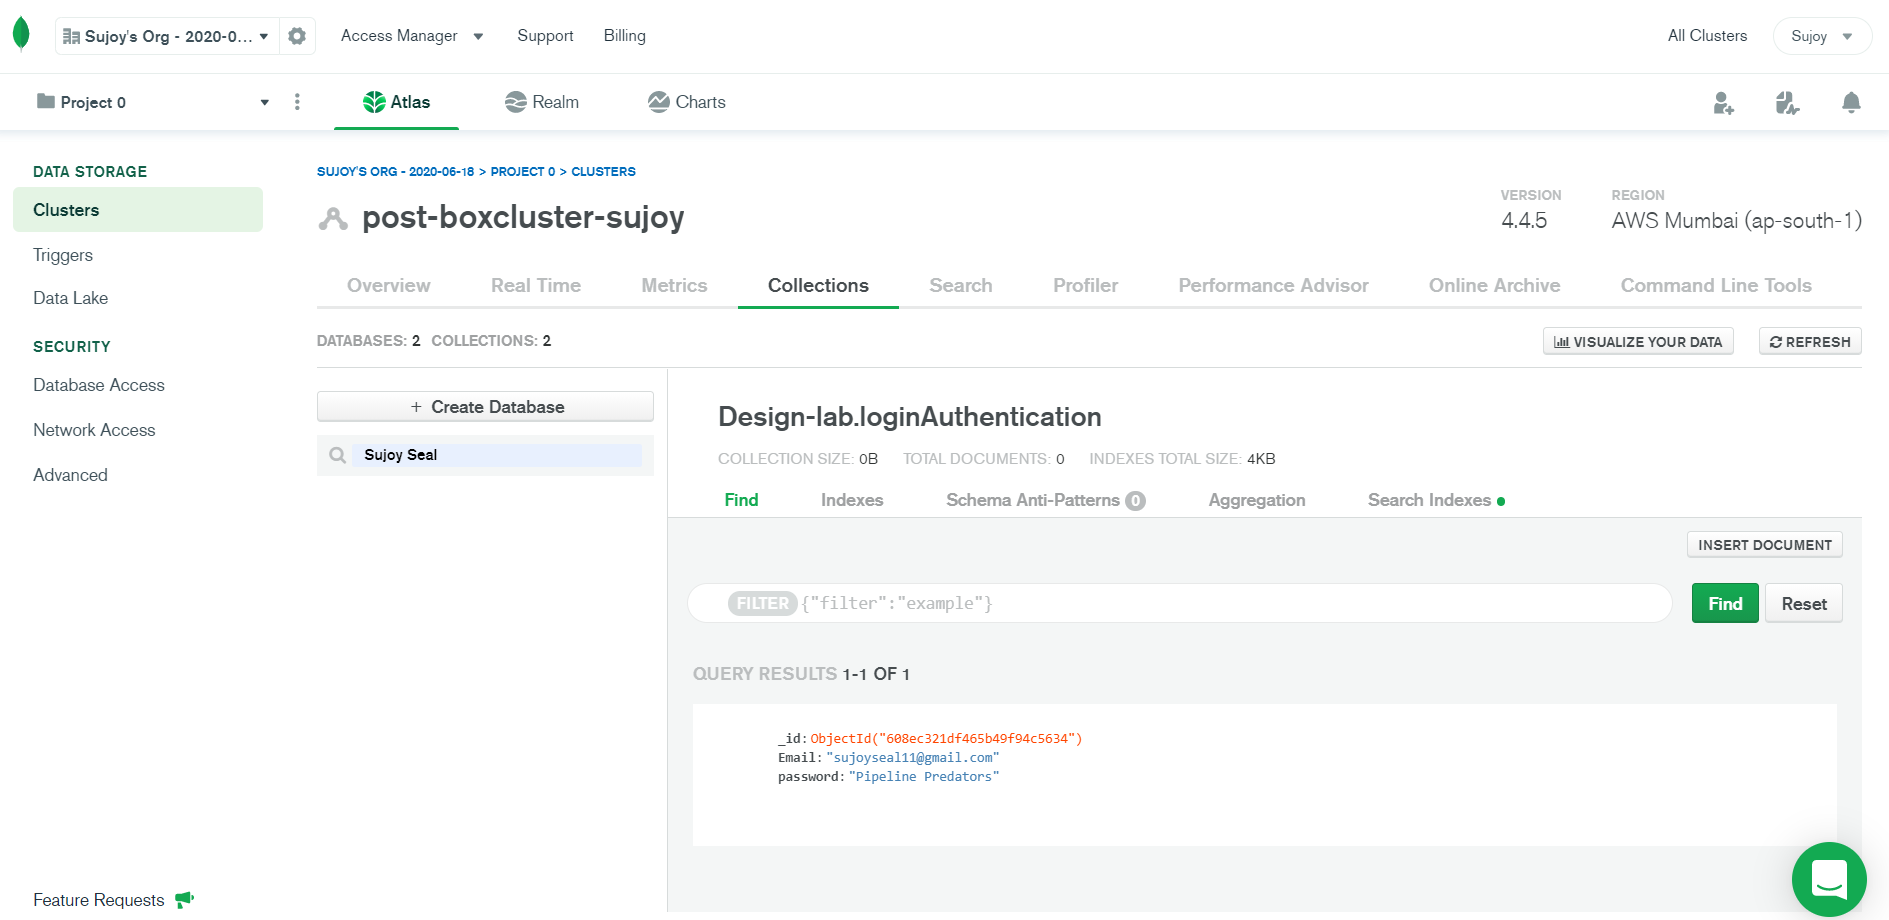 Sujoy's Org - 2020-0...
Access Manager
Support
Billing
All Clusters
Sujoy
Project 0
Atlas
Realm
Charts
DATA STORAGE
Clusters
Triggers
Data Lake
SECURITY
Database Access
Network Access
Advanced
Feature Requests
SUJOY'S ORG - 2020-06-18 > PROJECT 0 > CLUSTERS
post-boxcluster-sujoy
VERSION
4.4.5
REGION
AWS Mumbai (ap-south-1)
Overview
Real Time
Metrics
Collections
Search
Profiler
Performance Advisor
Online Archive
Command Line Tools
DATABASES: 2 COLLECTIONS: 2
VISUALIZE YOUR DATA
REFRESH
+ Create Database
Sujoy Seal
Design-lab.loginAuthentication
COLLECTION SIZE: 0B TOTAL DOCUMENTS: 0 INDEXES TOTAL SIZE: 4KB
Find
Indexes
Schema Anti-Patterns 0
Aggregation
Search Indexes
INSERT DOCUMENT
FILTER {"filter":"example"}
Find
Reset
QUERY RESULTS 1-1 OF 1
_id: ObjectId("608ec321df465b49f94c5634")
Email: "sujoyseal11@gmail.com"
password: "Pipeline Predators"